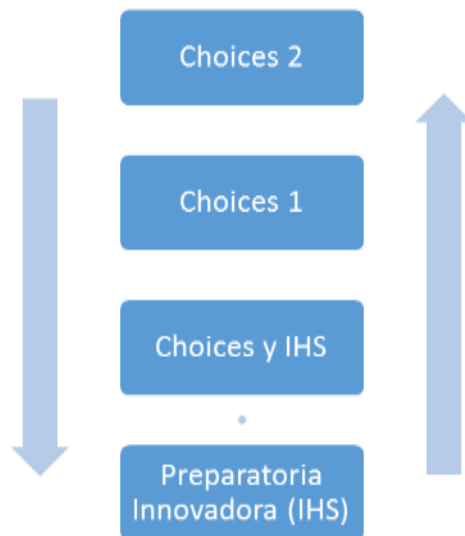 Choices 2
Choices 1
Choices y IHS
Preparatoria
Innovadora (IHS)